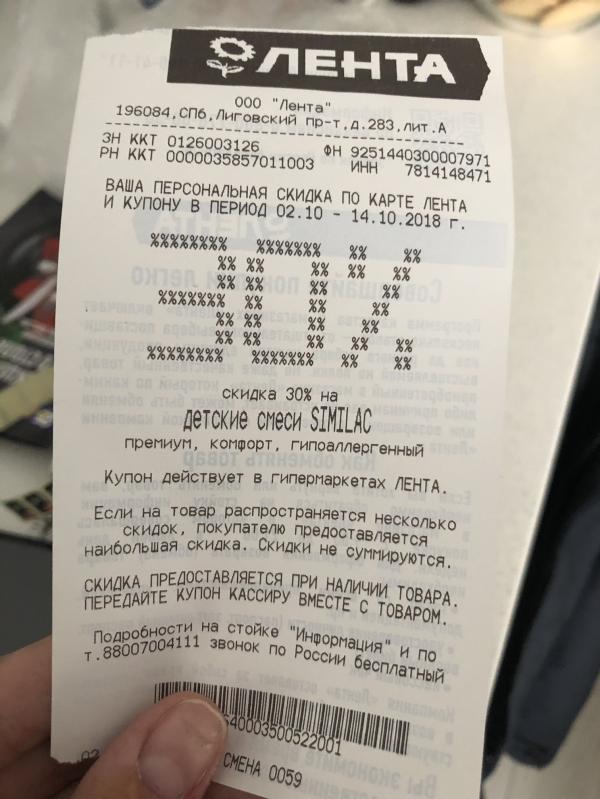 ЛЕНТА
ООО "Лента"
196084,СПб,Лиговский пр-т,д.283,лит.А
ЗН ККТ 0126003126 ФН 9251440300007971
РН ККТ 0000035857011003 ИНН 7814148471
ВАША ПЕРСОНАЛЬНАЯ СКИДКА ПО КАРТЕ ЛЕНТА
И КУПОНУ В ПЕРИОД 02.10 - 14.10.2018 г.
30%
скидка 30% на
детские смеси SIMILAC
премиум, комфорт, гипоаллергенный
Купон действует в гипермаркетах ЛЕНТА.
Если на товар распространяется несколько
скидок, покупателю предоставляется
наибольшая скидка. Скидки не суммируются.
СКИДКА ПРЕДОСТАВЛЯЕТСЯ ПРИ НАЛИЧИИ ТОВАРА.
ПЕРЕДАЙТЕ КУПОН КАССИРУ ВМЕСТЕ С ТОВАРОМ.
Подробности на стойке "Информация" и по
т.88007004111 звонок по России бесплатный
40003500522001
СМЕНА 0059